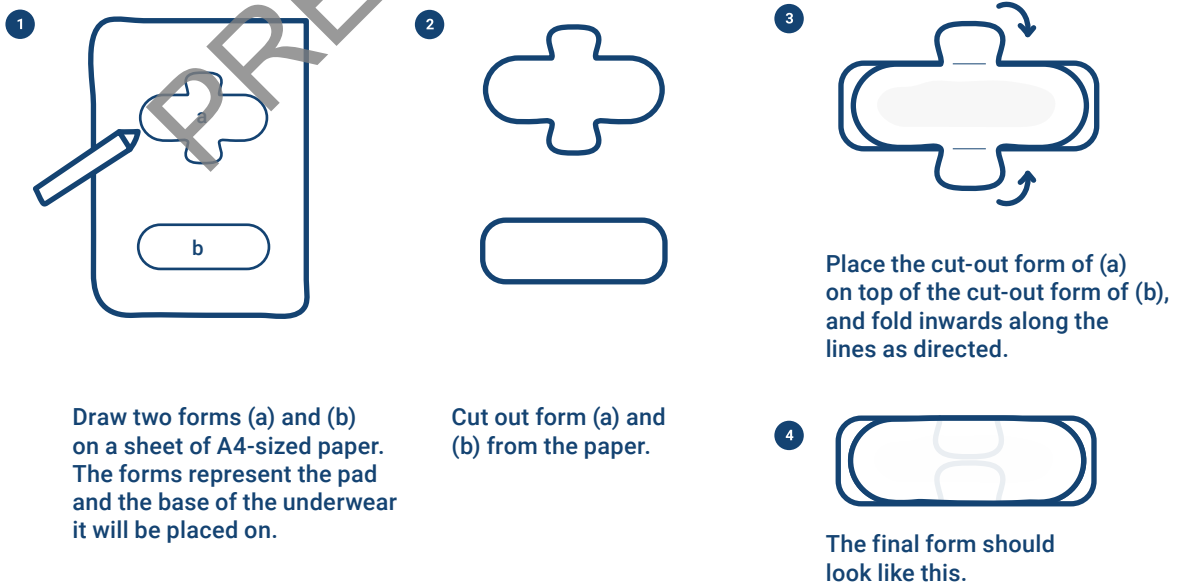 1
PRE
a
b
Draw two forms (a) and (b)
on a sheet of A4-sized paper.
The forms represent the pad
and the base of the underwear
it will be placed on.
2
Cut out form (a) and
(b) from the paper.
3
Place the cut-out form of (a)
on top of the cut-out form of (b),
and fold inwards along the
lines as directed.
4
The final form should
look like this.